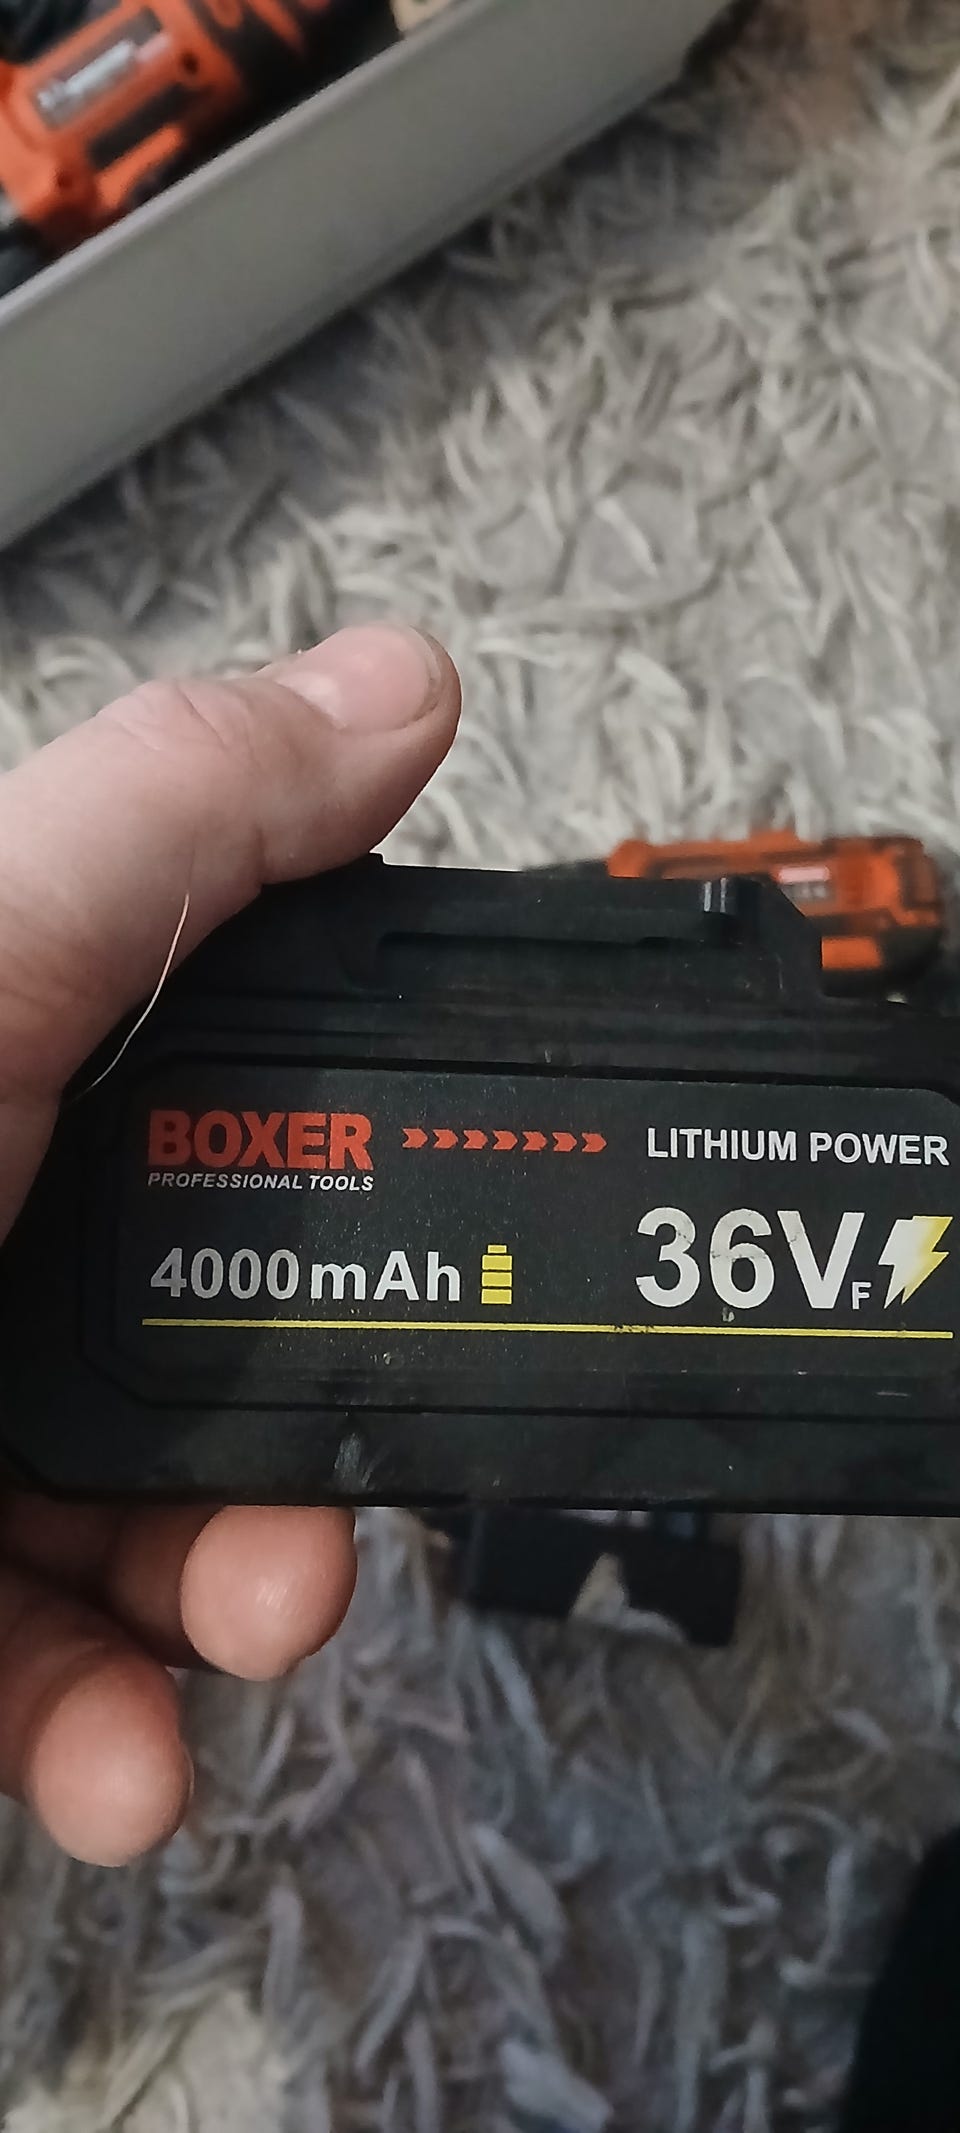 BOXER
PROFESSIONAL TOOLS
LITHIUM POWER
4000mAh
36VF